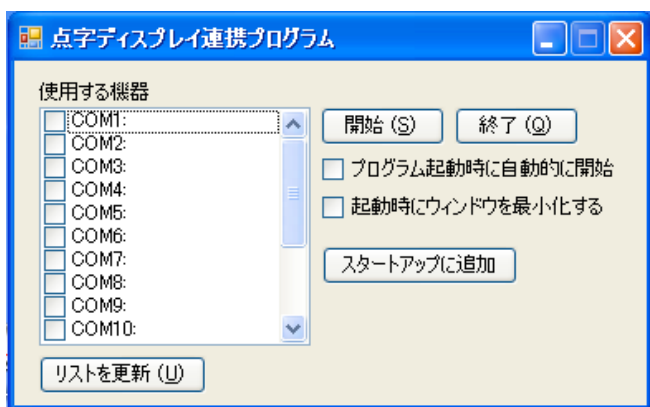 点字ディスプレイ連携プログラム
使用する機器
COM1:
COM2:
COM3:
COM4:
COM5:
COM6:
COM7:
COM8:
COM9:
COM10:
リストを更新 (U)
開始 (S)
終了 (Q)
プログラム起動時に自動的に開始
起動時にウィンドウを最小化する
スタートアップに追加